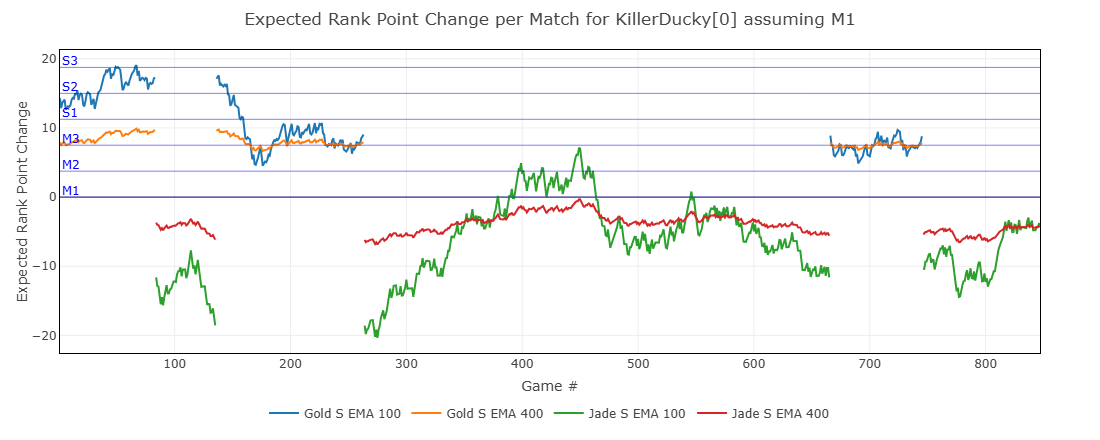 Expected Rank Point Change per Match for KillerDucky[0] assuming M1
Expected Rank Point Change
20
10
0
−10
−20
S3
S2
S1
M3
M2
M1
100 200 300 400 500 600 700 800
Game #
Gold S EMA 100 Gold S EMA 400 Jade S EMA 100 Jade S EMA 400